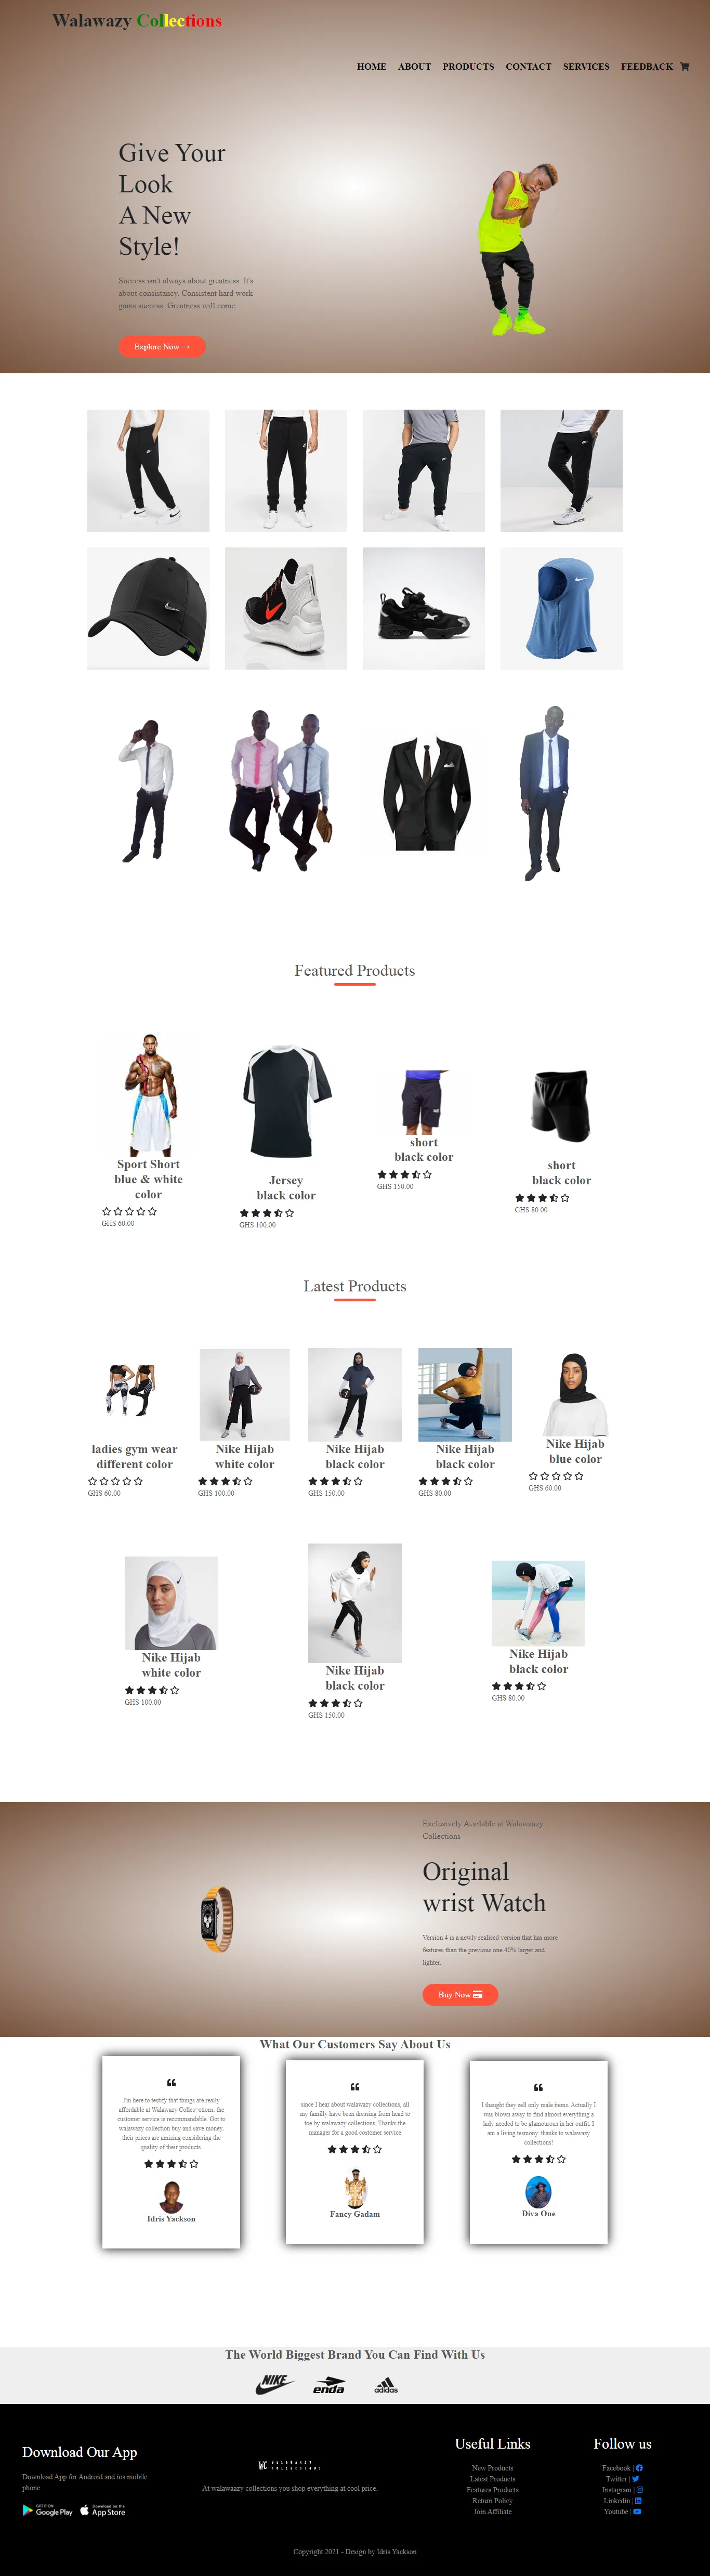 Walawazy Collections
HOME ABOUT PRODUCTS CONTACT SERVICES FEEDBACK
Give Your
Look
A New
Style!
Success isn't always about greatness. It's
about consistancy. Consistent hard work
gains success. Greatness will come.
Explore Now →
Featured Products
Sport Short
blue & white
color
GHS 60.00
Jersey
black color
GHS 100.00
short
black color
GHS 150.00
short
black color
GHS 80.00
Latest Products
ladies gym wear
different color
GHS 60.00
Nike Hijab
white color
GHS 100.00
Nike Hijab
black color
GHS 150.00
Nike Hijab
black color
GHS 80.00
Nike Hijab
blue color
GHS 60.00
Nike Hijab
white color
GHS 100.00
Nike Hijab
black color
GHS 150.00
Nike Hijab
black color
GHS 80.00
Exclusively Available at Walawaazy
Collections
Original
wrist Watch
Version 4 is a newly realised version that has more
features than the previous one.40% larger and
lighter.
Buy Now
What Our Customers Say About Us
I'm here to testify that things are really
affordable at Walawazy Colles=ctions. the
customer service is recommandable. Got to
walawazy collection buy and save money.
their prices are amizing considering the
quality of their products.
Idris Yackson
since I hear about walawazy collections, all
my familly have been dressing from head to
toe by walawazy collections. Thanks the
manager for a good costomer service
Fancy Gadam
I thought they sell only male items. Actually I
was blown away to find almost everything a
lady needed to be glamourous in her outfit. I
am a living tesmony, thanks to walawazy
collections!
Diva One
The World Biggest Brand You Can Find With Us
NIKE
enda
adidas
Download Our App
Download App for Android and ios mobile
phone
GET IT ON
Google Play
Download on the
App Store
WC WALAWAAZY
COLLECTIONS
At walawaazy collections you shop everything at cool price.
Useful Links
New Products
Latest Products
Features Products
Return Policy
Join Affiliate
Follow us
Facebook |
Twitter |
Instagram |
Linkedin |
Youtube |
Copyright 2021 - Design by Idris Yackson